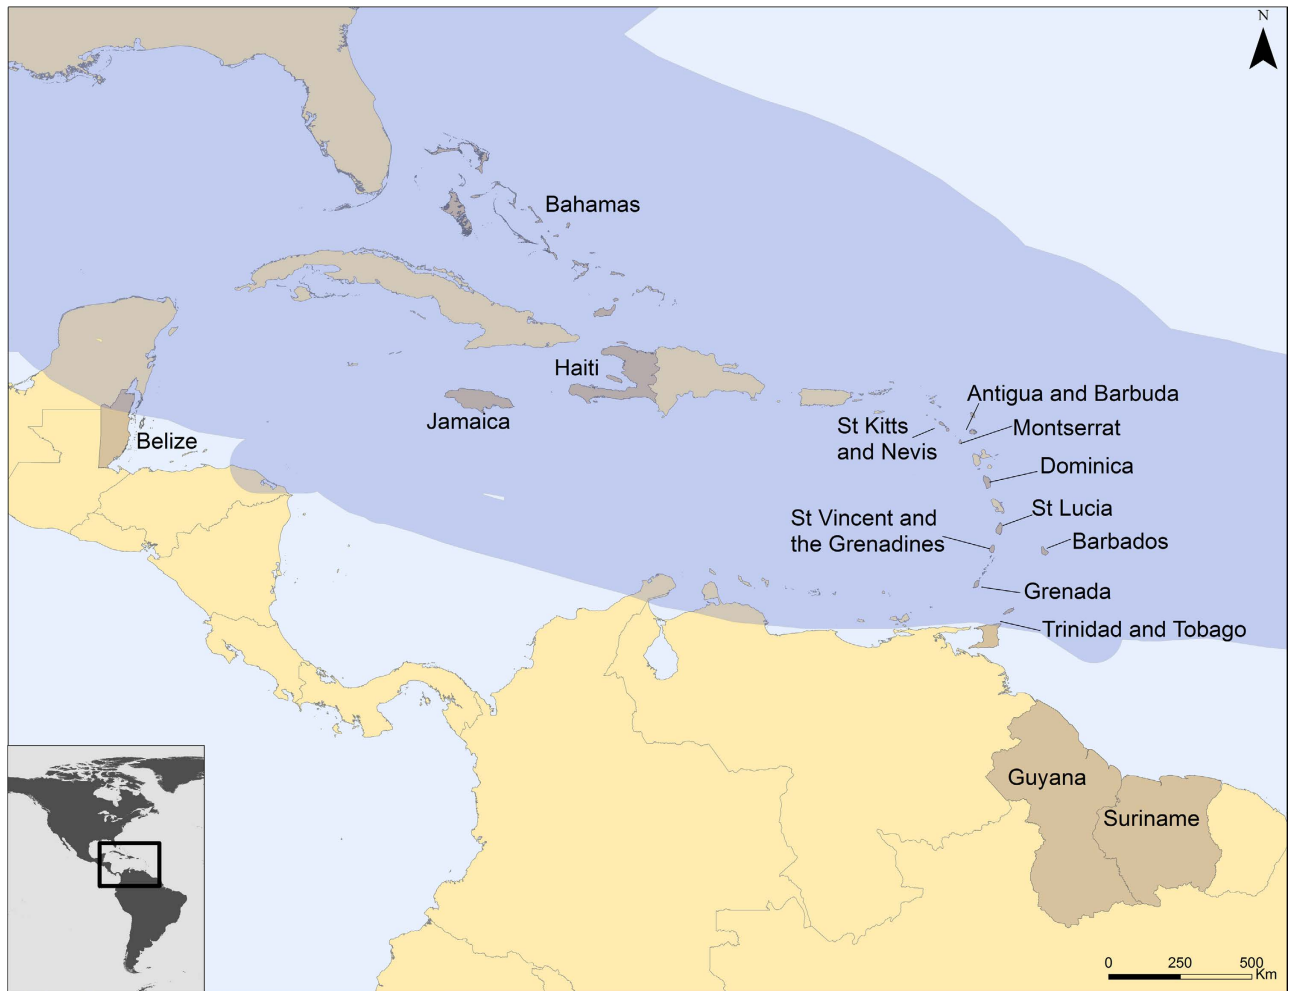 N
Bahamas
Haiti
Jamaica
Belize
Antigua and Barbuda
St Kitts
and Nevis
Montserrat
Dominica
St Lucia
St Vincent and
the Grenadines
Barbados
Grenada
Trinidad and Tobago
Guyana
Suriname
0 250 500
Km